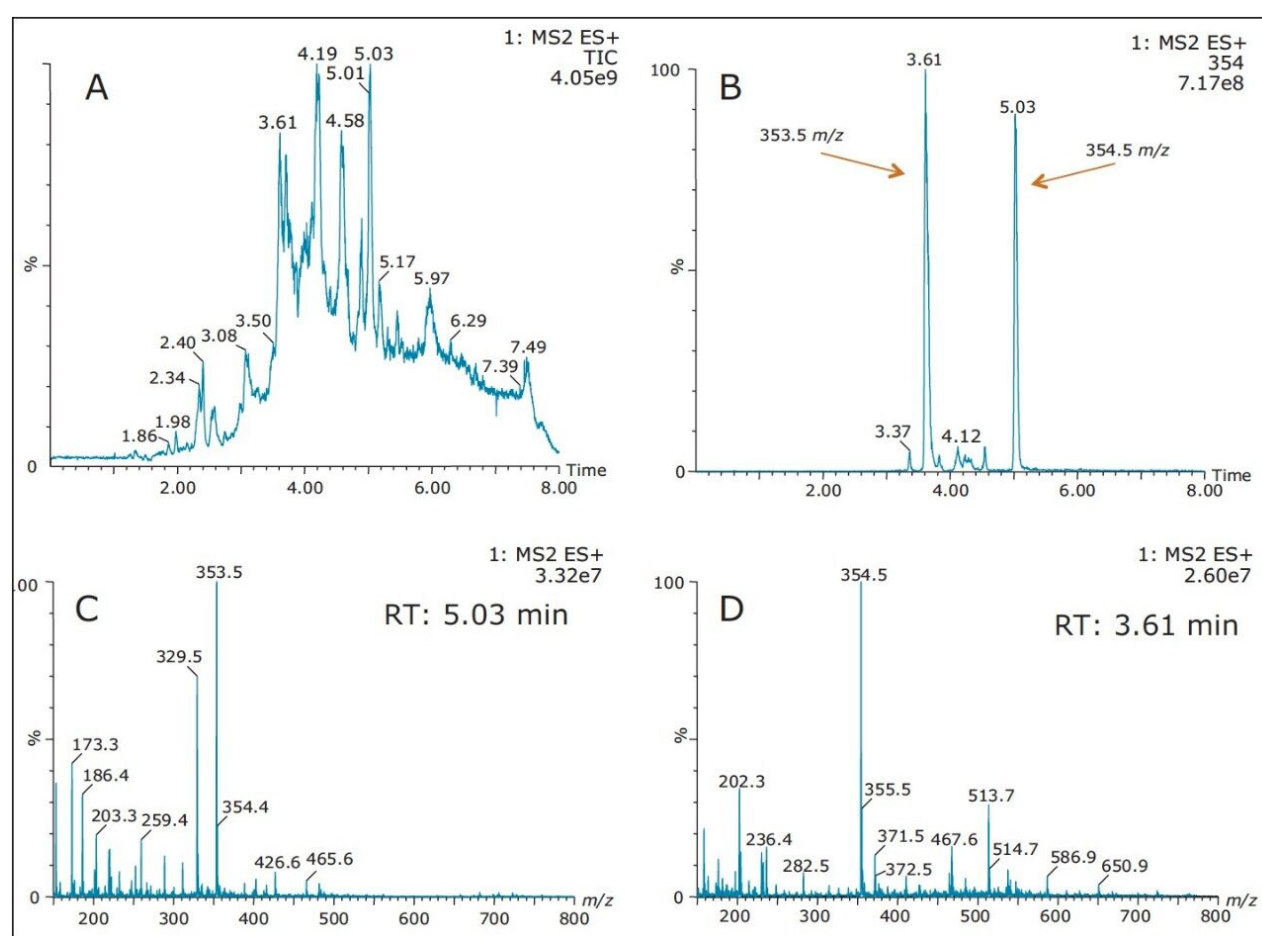 1: MS2 ES+
TIC
4.05e9
A
4.19 5.03
5.01
3.61
4.58
5.17
5.97
6.29
7.39
7.49
3.50
3.08
2.40
2.34
1.98
1.86
%
0
Time
2.00 4.00 6.00 8.00
1: MS2 ES+
354
7.17e8
B
100
3.61
5.03
353.5 m/z
354.5 m/z
3.37
4.12
%
0
Time
2.00 4.00 6.00 8.00
1: MS2 ES+
3.32e7
C
RT: 5.03 min
00
353.5
329.5
173.3
186.4
203.3
259.4
354.4
426.6
465.6
%
0
m/z
200 300 400 500 600 700 800
1: MS2 ES+
2.60e7
D
RT: 3.61 min
100
354.5
202.3
236.4
282.5
355.5
371.5
372.5
467.6
513.7
514.7
586.9
650.9
%
0
m/z
200 300 400 500 600 700 800